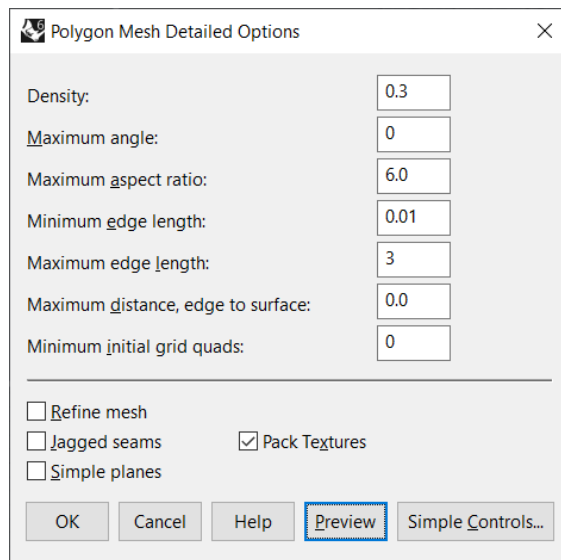 Polygon Mesh Detailed Options
Density: 0.3
Maximum angle: 0
Maximum aspect ratio: 6.0
Minimum edge length: 0.01
Maximum edge length: 3
Maximum distance, edge to surface: 0.0
Minimum initial grid quads: 0
Refine mesh
Jagged seams Pack Textures
Simple planes
OK Cancel Help Preview Simple Controls...